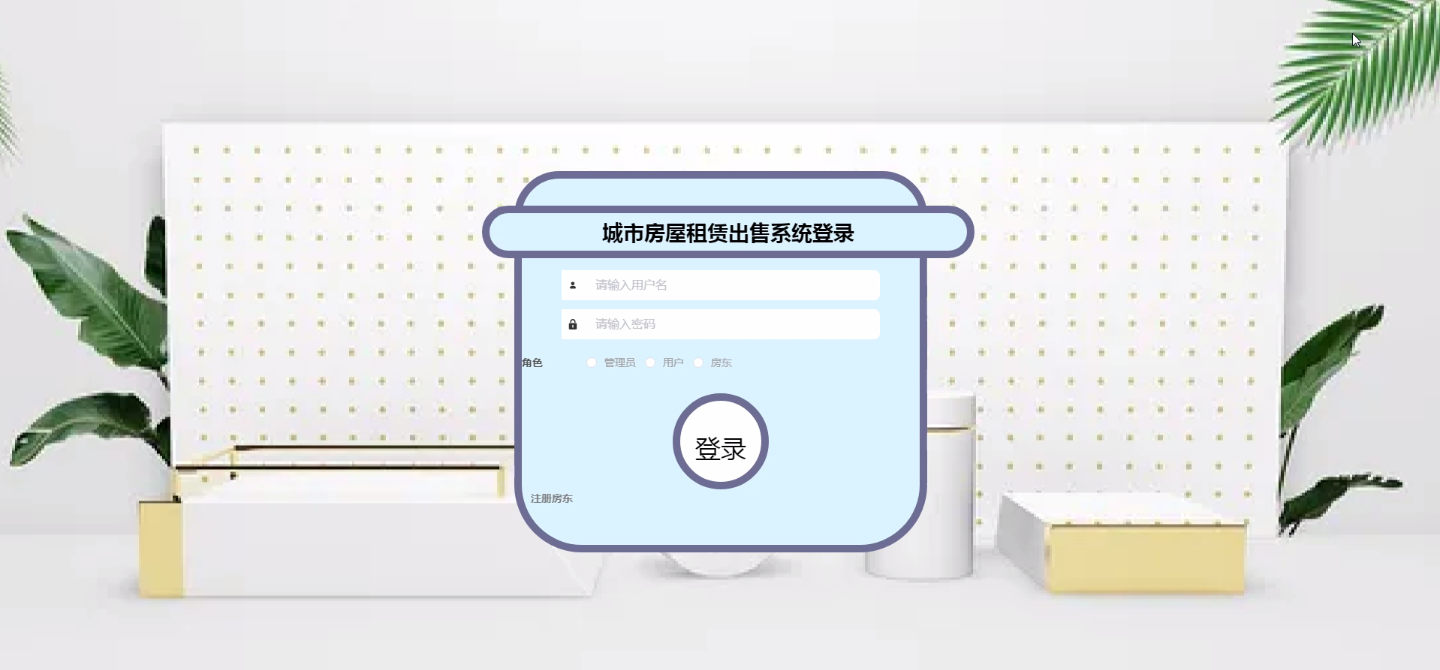 城市房屋租赁出售系统登录
请输入用户名
请输入密码
角色 管理员 用户 房东
登录
注册房东